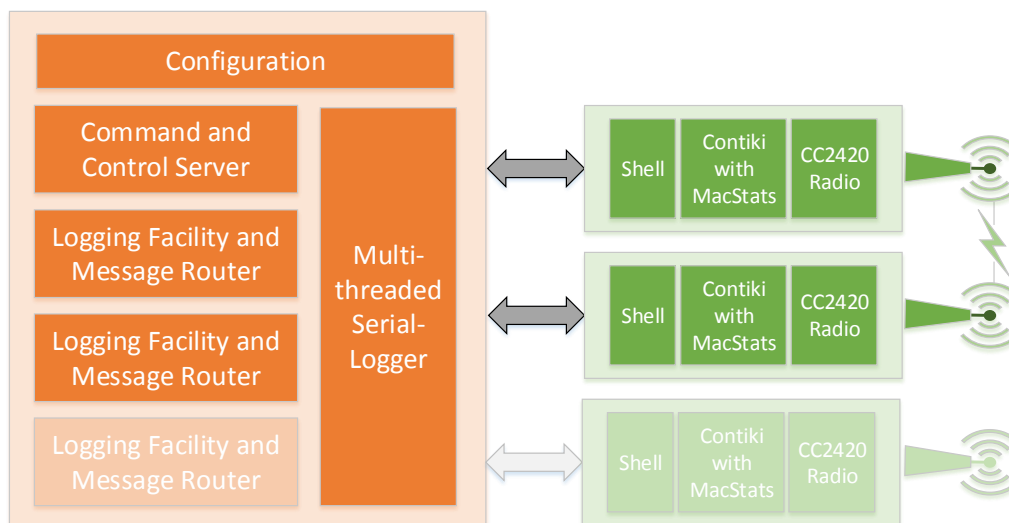 Configuration
Command and
Control Server
Logging Facility and
Message Router
Logging Facility and
Message Router
Logging Facility and
Message Router
Multi-
threaded
Serial-
Logger
Shell
Contiki
with
MacStats
CC2420
Radio
Shell
Contiki
with
MacStats
CC2420
Radio
Shell
Contiki
with
MacStats
CC2420
Radio